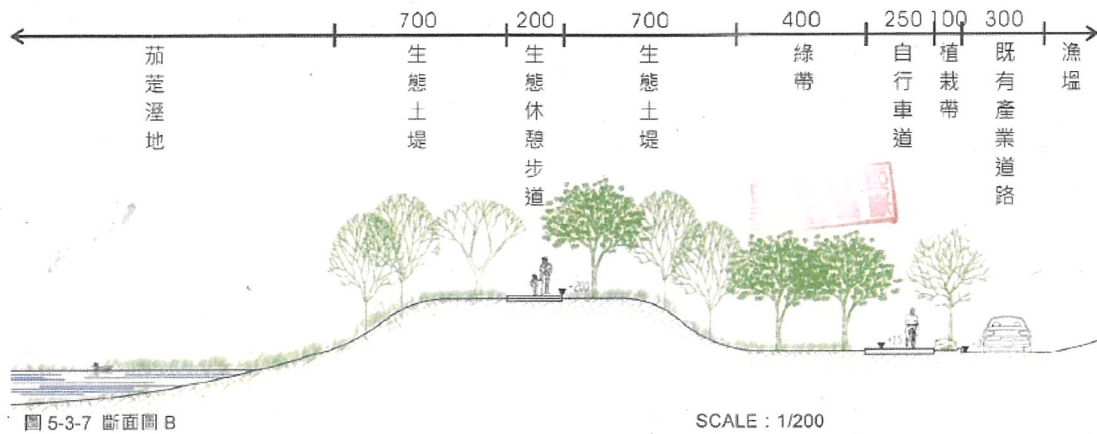 700 200 700 400 250 100 300
茄萣溼地
生態土堤
生態休憩步道
生態土堤
綠帶
自行車道
植栽帶
既有產業道路
漁塭
圖 5-3-7 斷面圖 B
SCALE : 1/200